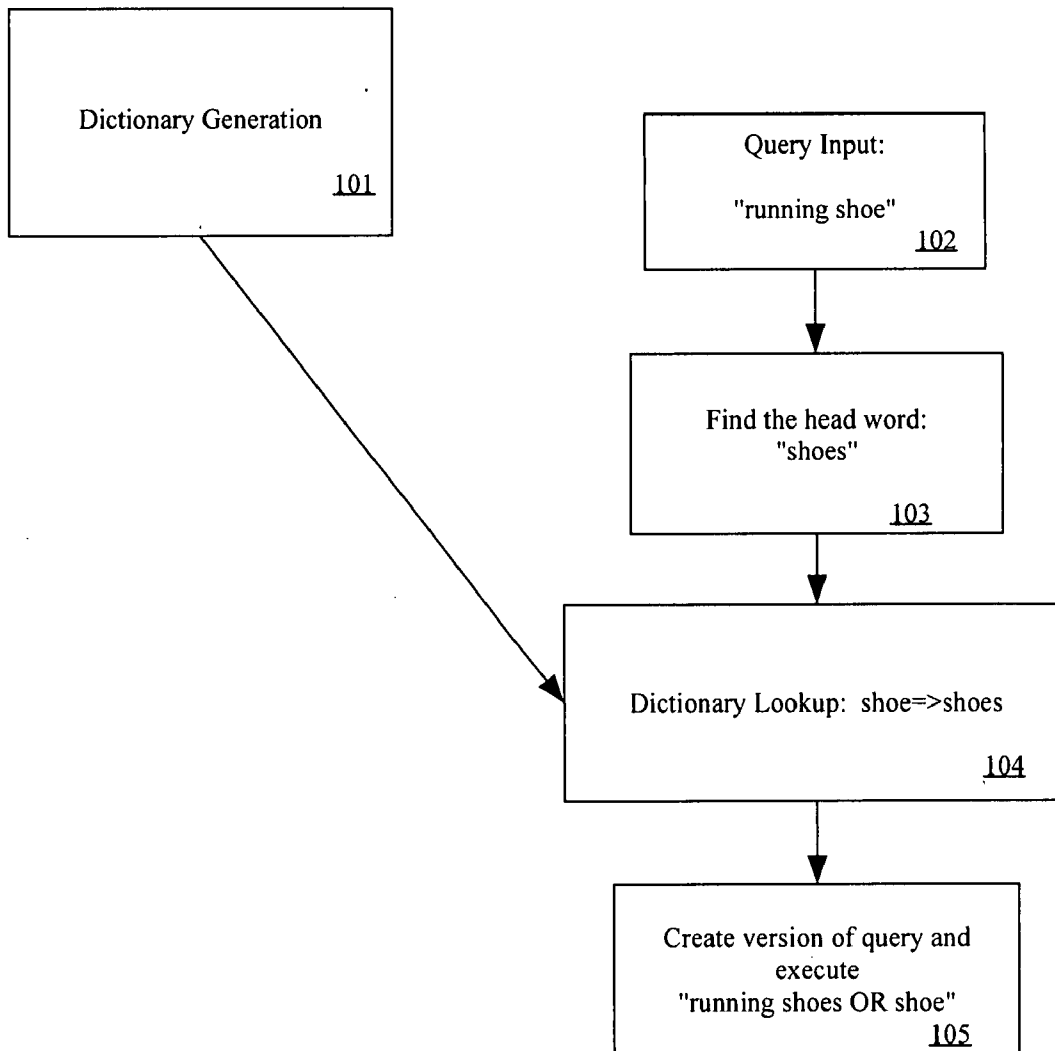 Dictionary Generation
101
Query Input:
"running shoe"
102
Find the head word:
"shoes"
103
Dictionary Lookup: shoe=>shoes
104
Create version of query and
execute
"running shoes OR shoe"
105